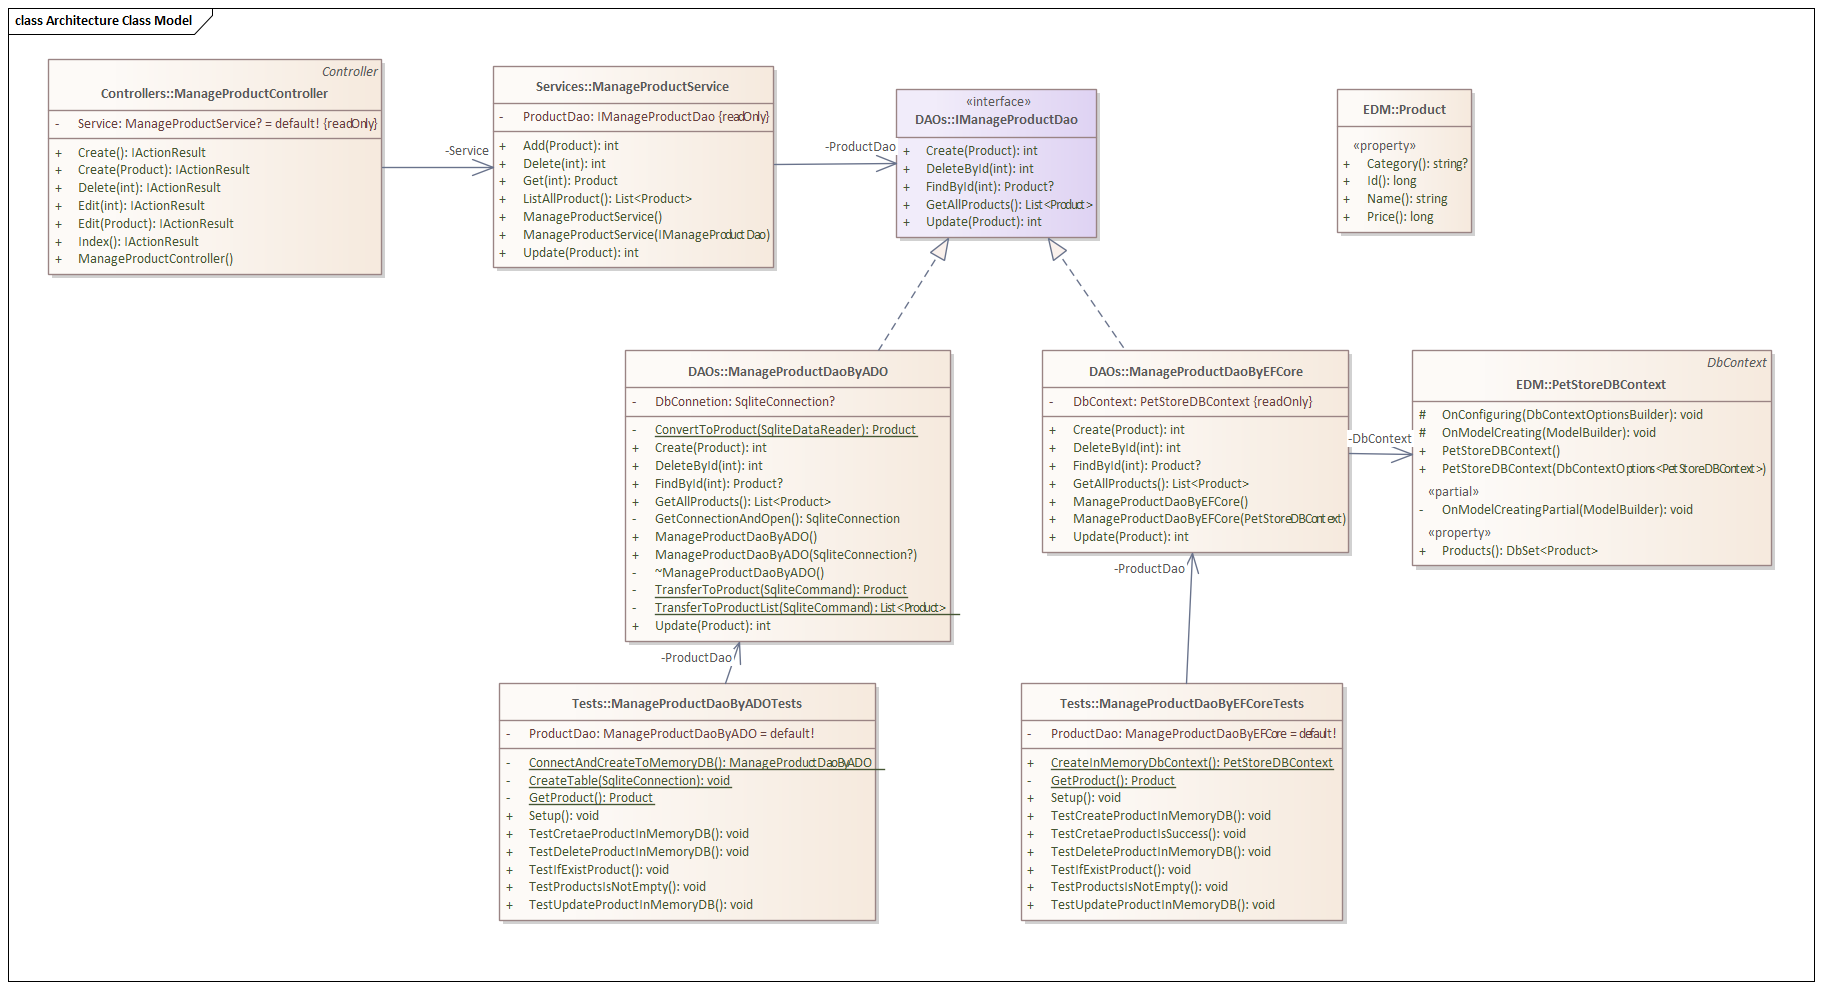 class Architecture Class Model
Controller
Controllers::ManageProductController
- Service: ManageProductService? = default! {readOnly}
+ Create(): IActionResult
+ Create(Product): IActionResult
+ Delete(int): IActionResult
+ Edit(int): IActionResult
+ Edit(Product): IActionResult
+ Index(): IActionResult
+ ManageProductController()
-Service
Services::ManageProductService
- ProductDao: IManageProductDao {readOnly}
+ Add(Product): int
+ Delete(int): int
+ Get(int): Product
+ ListAllProduct(): List<Product>
+ ManageProductService()
+ ManageProductService(IManageProductDao)
+ Update(Product): int
-ProductDao
«interface»
DAOs::IManageProductDao
+ Create(Product): int
+ DeleteById(int): int
+ FindById(int): Product?
+ GetAllProducts(): List<Product>
+ Update(Product): int
EDM::Product
«property»
+ Category(): string?
+ Id(): long
+ Name(): string
+ Price(): long
DAOs::ManageProductDaoByADO
- DbConnetion: SqliteConnection?
- ConvertToProduct(SqliteDataReader): Product
+ Create(Product): int
+ DeleteById(int): int
+ FindById(int): Product?
+ GetAllProducts(): List<Product>
- GetConnectionAndOpen(): SqliteConnection
+ ManageProductDaoByADO()
+ ManageProductDaoByADO(SqliteConnection?)
- ~ManageProductDaoByADO()
- TransferToProduct(SqliteCommand): Product
- TransferToProductList(SqliteCommand): List<Product>
+ Update(Product): int
DAOs::ManageProductDaoByEFCore
- DbContext: PetStoreDBContext {readOnly}
+ Create(Product): int
+ DeleteById(int): int
+ FindById(int): Product?
+ GetAllProducts(): List<Product>
+ ManageProductDaoByEFCore()
+ ManageProductDaoByEFCore(PetStoreDBContext)
+ Update(Product): int
-DbContext
DbContext
EDM::PetStoreDBContext
# OnConfiguring(DbContextOptionsBuilder): void
# OnModelCreating(ModelBuilder): void
+ PetStoreDBContext()
+ PetStoreDBContext(DbContextOptions<PetStoreDBContext>)
«partial»
- OnModelCreatingPartial(ModelBuilder): void
«property»
+ Products(): DbSet<Product>
-ProductDao
-ProductDao
Tests::ManageProductDaoByADOTests
- ProductDao: ManageProductDaoByADO = default!
- ConnectAndCreateToMemoryDB(): ManageProductDaoByADO
- CreateTable(SqliteConnection): void
- GetProduct(): Product
+ Setup(): void
+ TestCretaeProductInMemoryDB(): void
+ TestDeleteProductInMemoryDB(): void
+ TestIfExistProduct(): void
+ TestProductsIsNotEmpty(): void
+ TestUpdateProductInMemoryDB(): void
Tests::ManageProductDaoByEFCoreTests
- ProductDao: ManageProductDaoByEFCore = default!
+ CreateInMemoryDbContext(): PetStoreDBContext
- GetProduct(): Product
+ Setup(): void
+ TestCreateProductInMemoryDB(): void
+ TestCretaeProductIsSuccess(): void
+ TestDeleteProductInMemoryDB(): void
+ TestIfExistProduct(): void
+ TestProductsIsNotEmpty(): void
+ TestUpdateProductInMemoryDB(): void